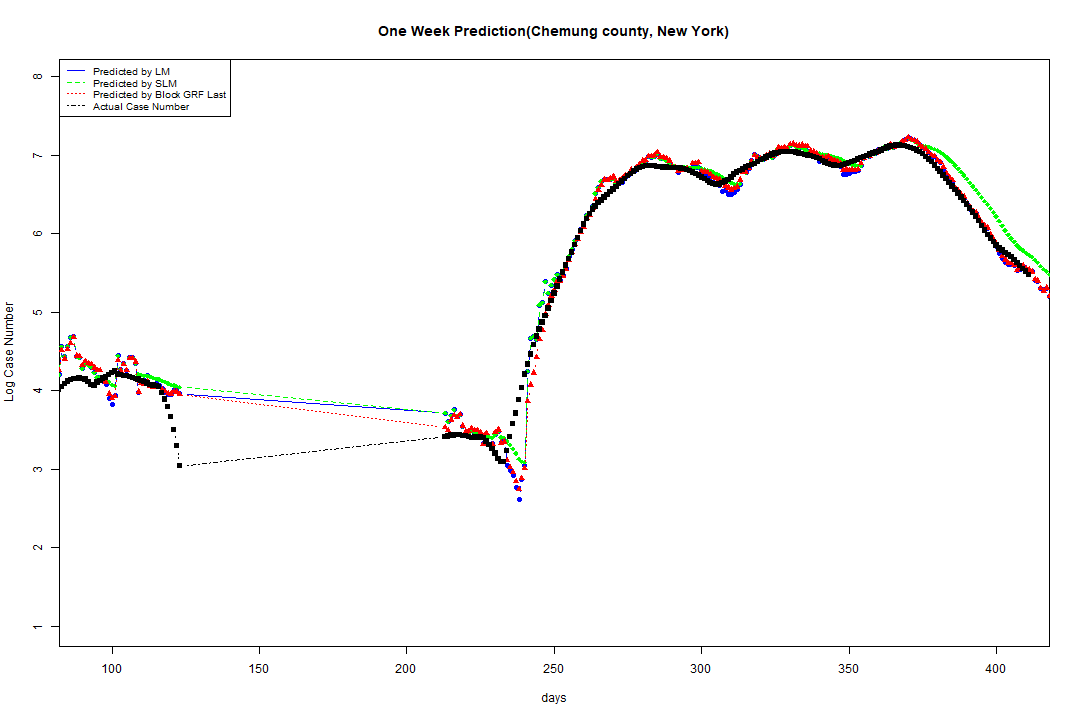 One Week Prediction(Chemung county, New York)
Predicted by LM
Predicted by SLM
Predicted by Block GRF Last
Actual Case Number
8
7
6
5
4
3
2
1
Log Case Number
100 150 200 250 300 350 400
days